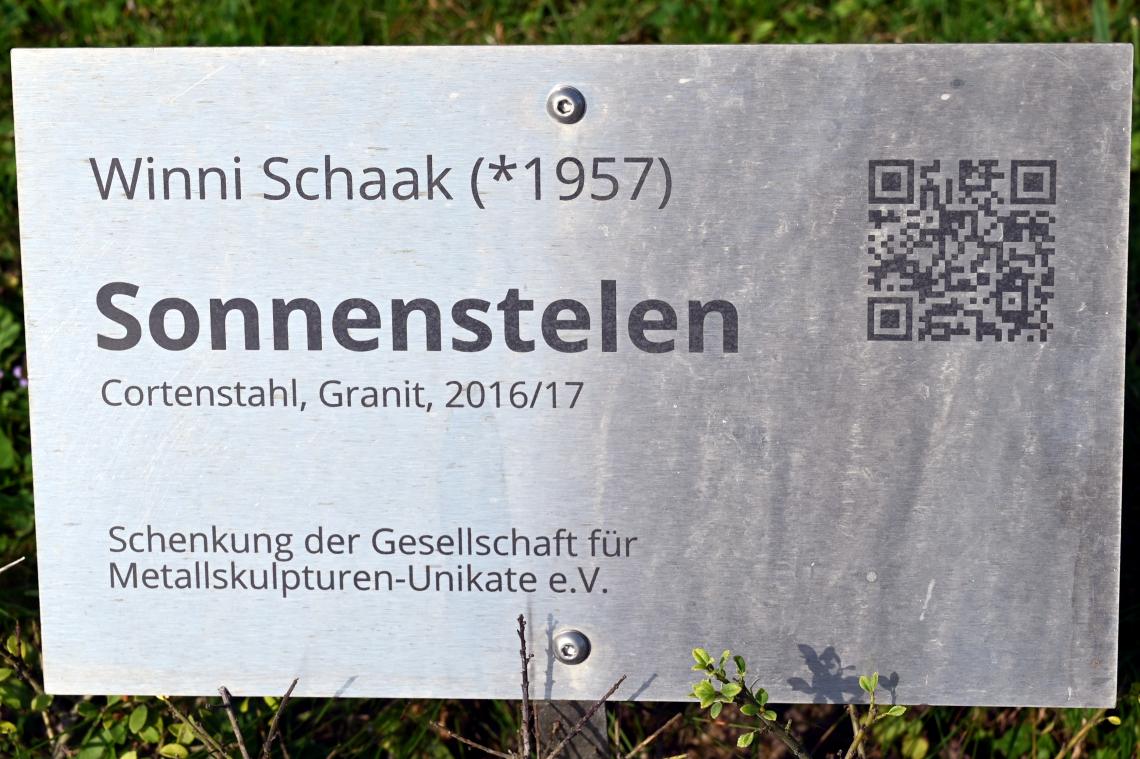 Winni Schaak (*1957)
Sonnenstelen
Cortenstahl, Granit, 2016/17
Schenkung der Gesellschaft für
Metallskulpturen-Unikate e.V.